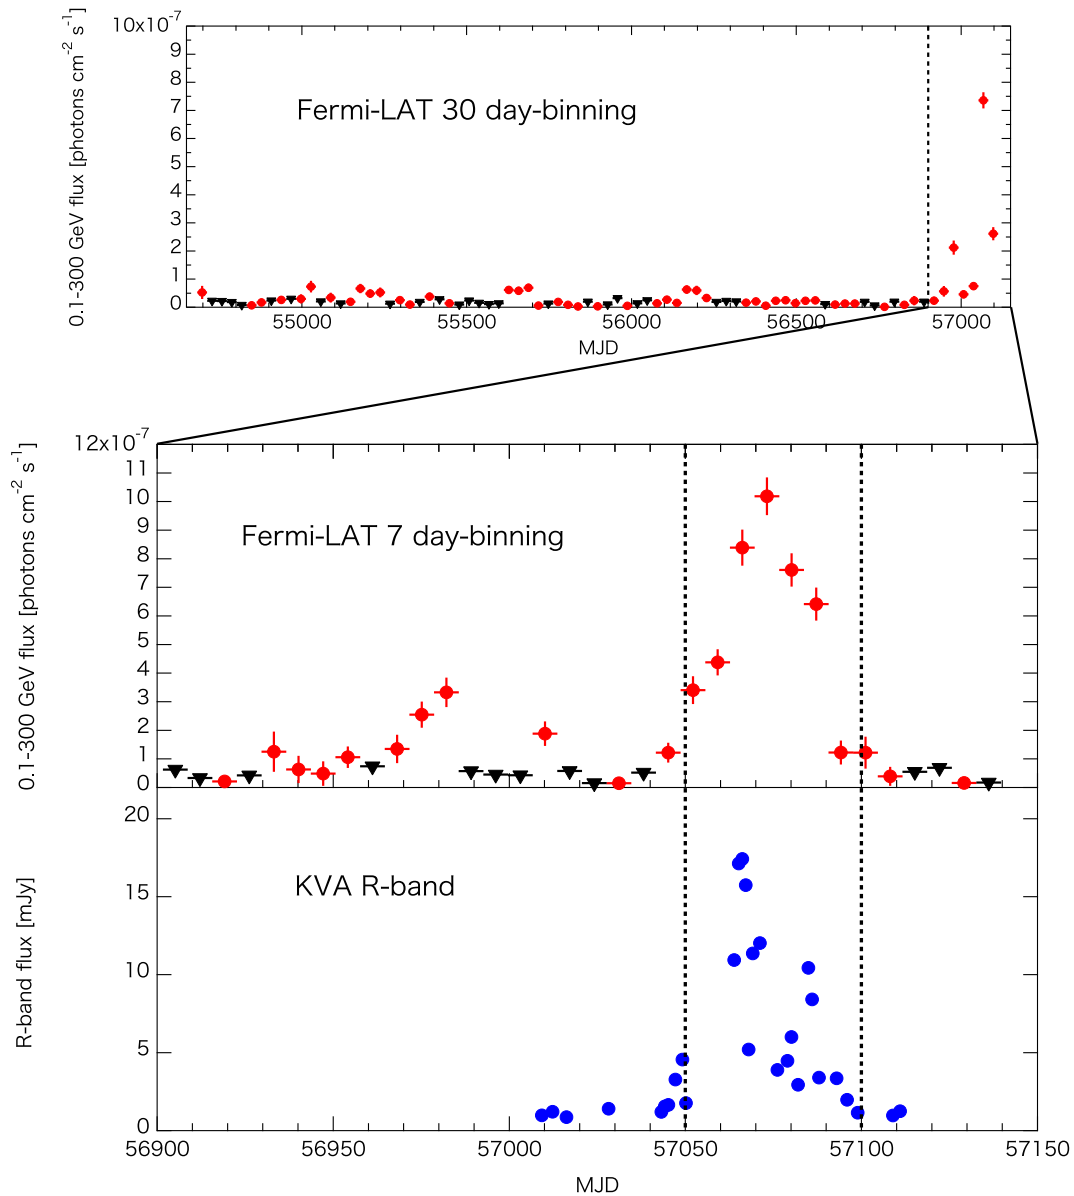 10x10-7
9
8
7
6
5
4
3
2
1
0
0.1-300 GeV flux [photons cm-2 s-1]
Fermi-LAT 30 day-binning
55000 55500 56000 56500 57000
MJD
12x10-7
11
10
9
8
7
6
5
4
3
2
1
0
0.1-300 GeV flux [photons cm-2 s-1]
Fermi-LAT 7 day-binning
20
15
10
5
0
R-band flux [mJy]
KVA R-band
56900 56950 57000 57050 57100 57150
MJD